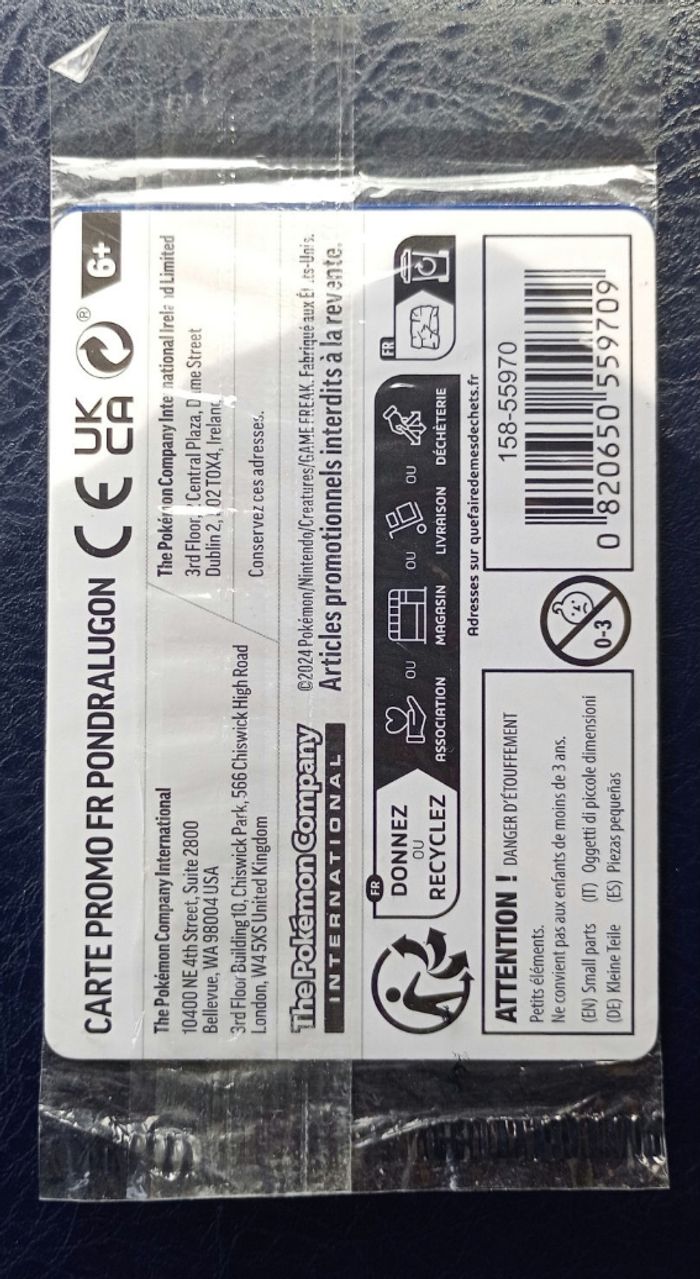 CARTE PROMO FR PONDRALUGON
CE
UK
CA
®
6+
The Pokémon Company International
10400 NE 4th Street, Suite 2800
Bellevue, WA 98004 USA
3rd Floor Building 10, Chiswick Park, 566 Chiswick High Road
London, W4 5XS United Kingdom
The Pokémon Company International Ireland Limited
3rd Floor, Central Plaza, Dame Street
Dublin 2, 02 T0X4, Ireland
Conservez ces adresses.
The Pokémon Company
INTERNATIONAL
©2024 Pokémon/Nintendo/Creatures/GAME FREAK. Fabriqué aux États-Unis.
Articles promotionnels interdits à la revente.
FR
DONNEZ
OU
RECYCLEZ
ASSOCIATION
OU
MAGASIN
OU
LIVRAISON
OU
DÉCHÈTERIE
FR
Adresses sur quefairedemesdechets.fr
ATTENTION ! DANGER D'ÉTOUFFEMENT
Petits éléments.
Ne convient pas aux enfants de moins de 3 ans.
(EN) Small parts (IT) Oggetti di piccole dimensioni
(DE) Kleine Teile (ES) Piezas pequeñas
0-3
158-55970
0 820650 559709